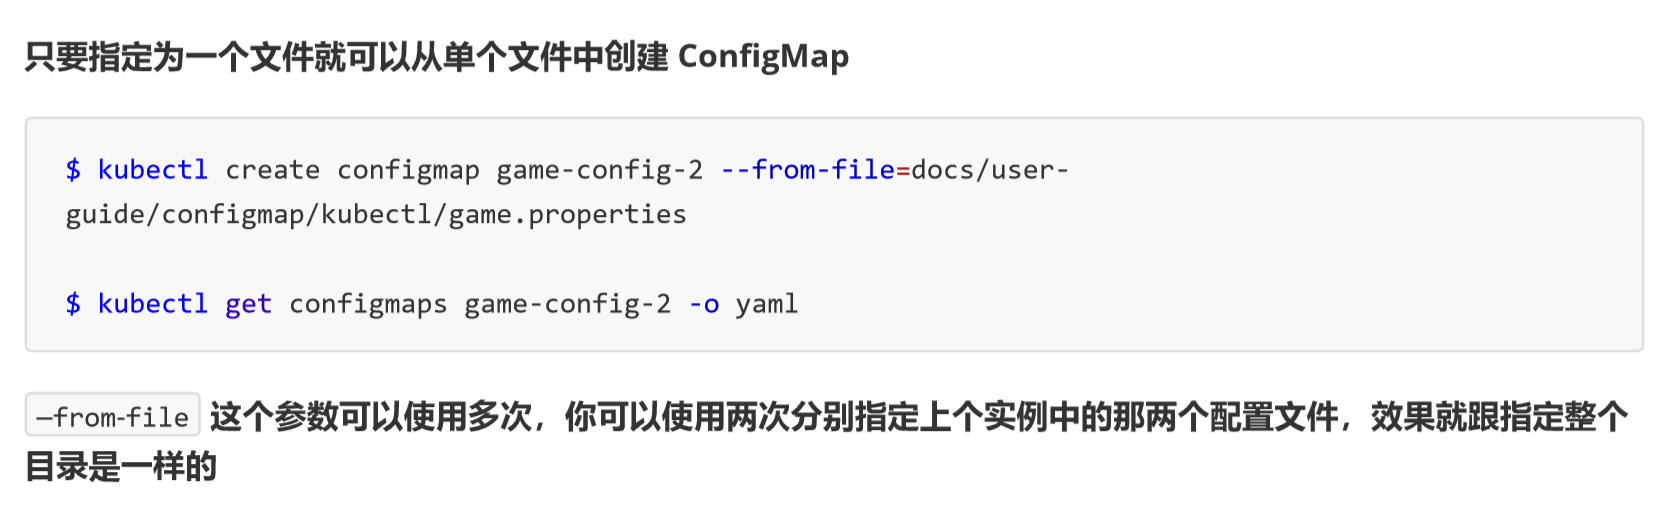 只要指定为一个文件就可以从单个文件中创建 ConfigMap
$ kubectl create configmap game-config-2 --from-file=docs/user-
guide/configmap/kubectl/game.properties
$ kubectl get configmaps game-config-2 -o yaml
—from-file 这个参数可以使用多次，你可以使用两次分别指定上个实例中的那两个配置文件，效果就跟指定整个
目录是一样的